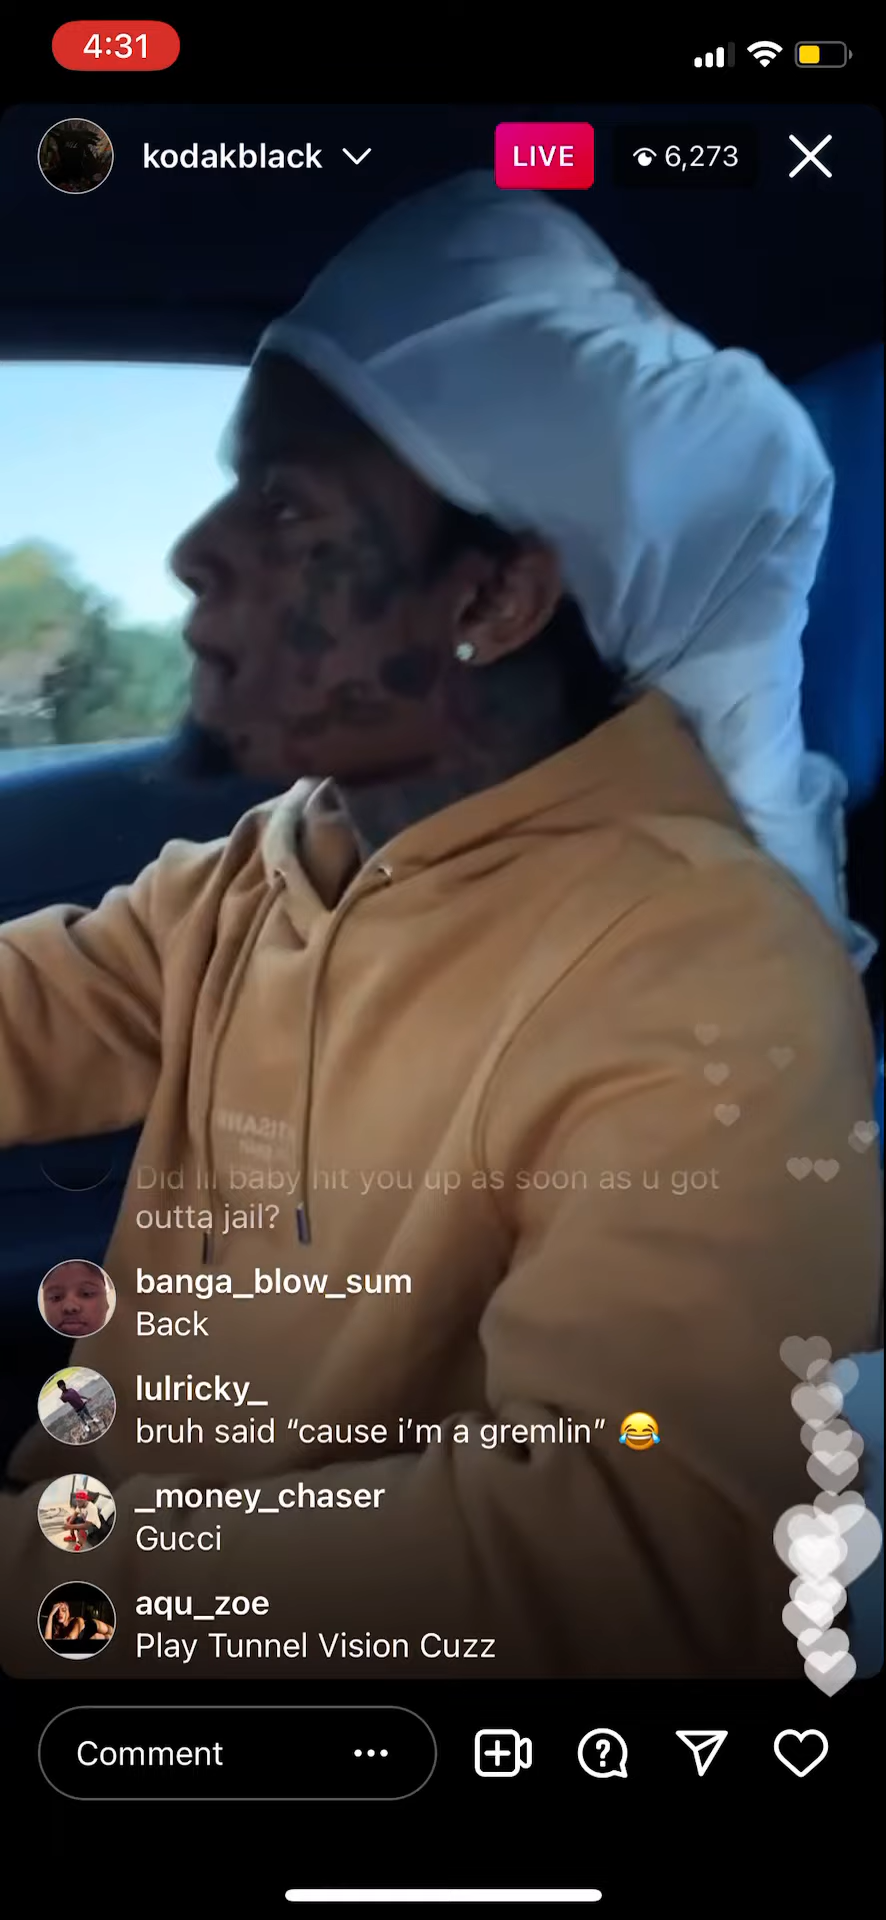 4:31
kodakblack
LIVE
6,273
Did lil baby hit you up as soon as u got
outta jail?
banga_blow_sum
Back
lulricky_
bruh said “cause i’m a gremlin” 😂
_money_chaser
Gucci
aqu_zoe
Play Tunnel Vision Cuzz
Comment